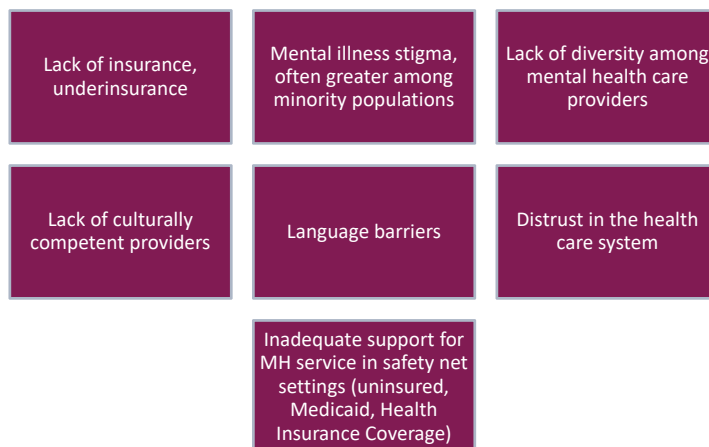 Lack of insurance,
underinsurance
Mental illness stigma,
often greater among
minority populations
Lack of diversity among
mental health care
providers
Lack of culturally
competent providers
Language barriers
Distrust in the health
care system
Inadequate support for
MH service in safety net
settings (uninsured,
Medicaid, Health
Insurance Coverage)